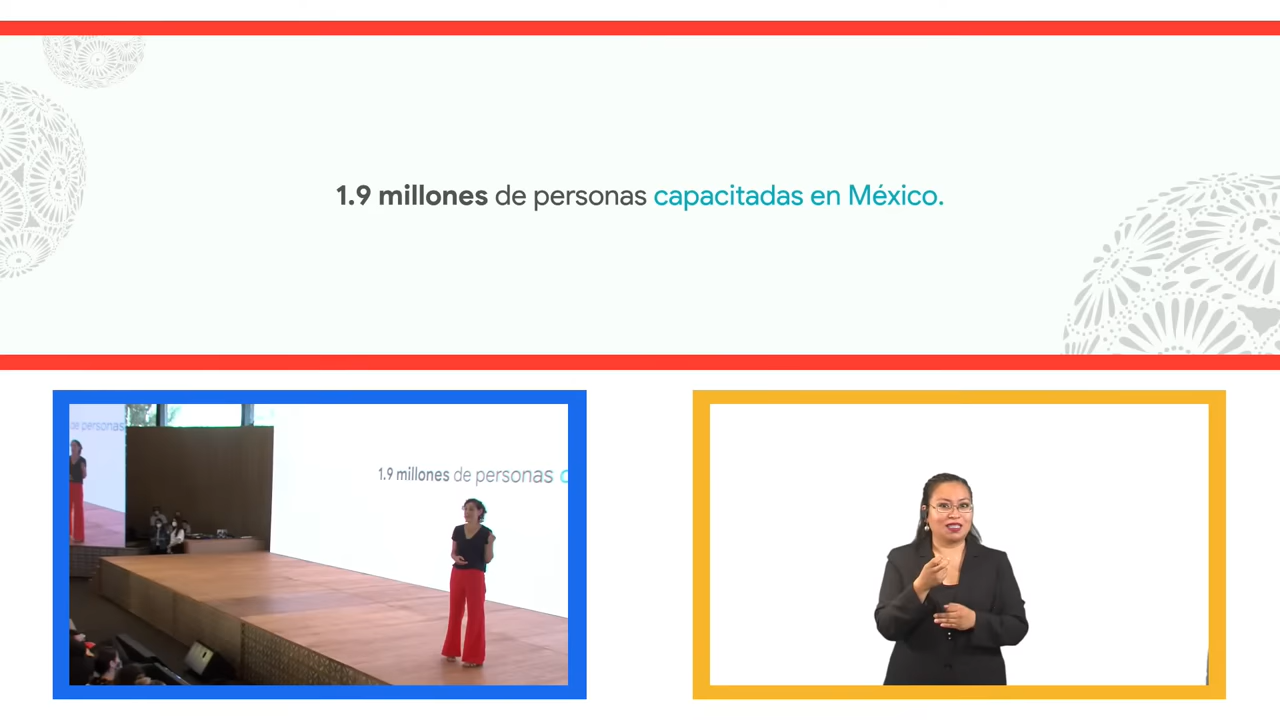 1.9 millones de personas capacitadas en México.
de personas
1.9 millones de personas c